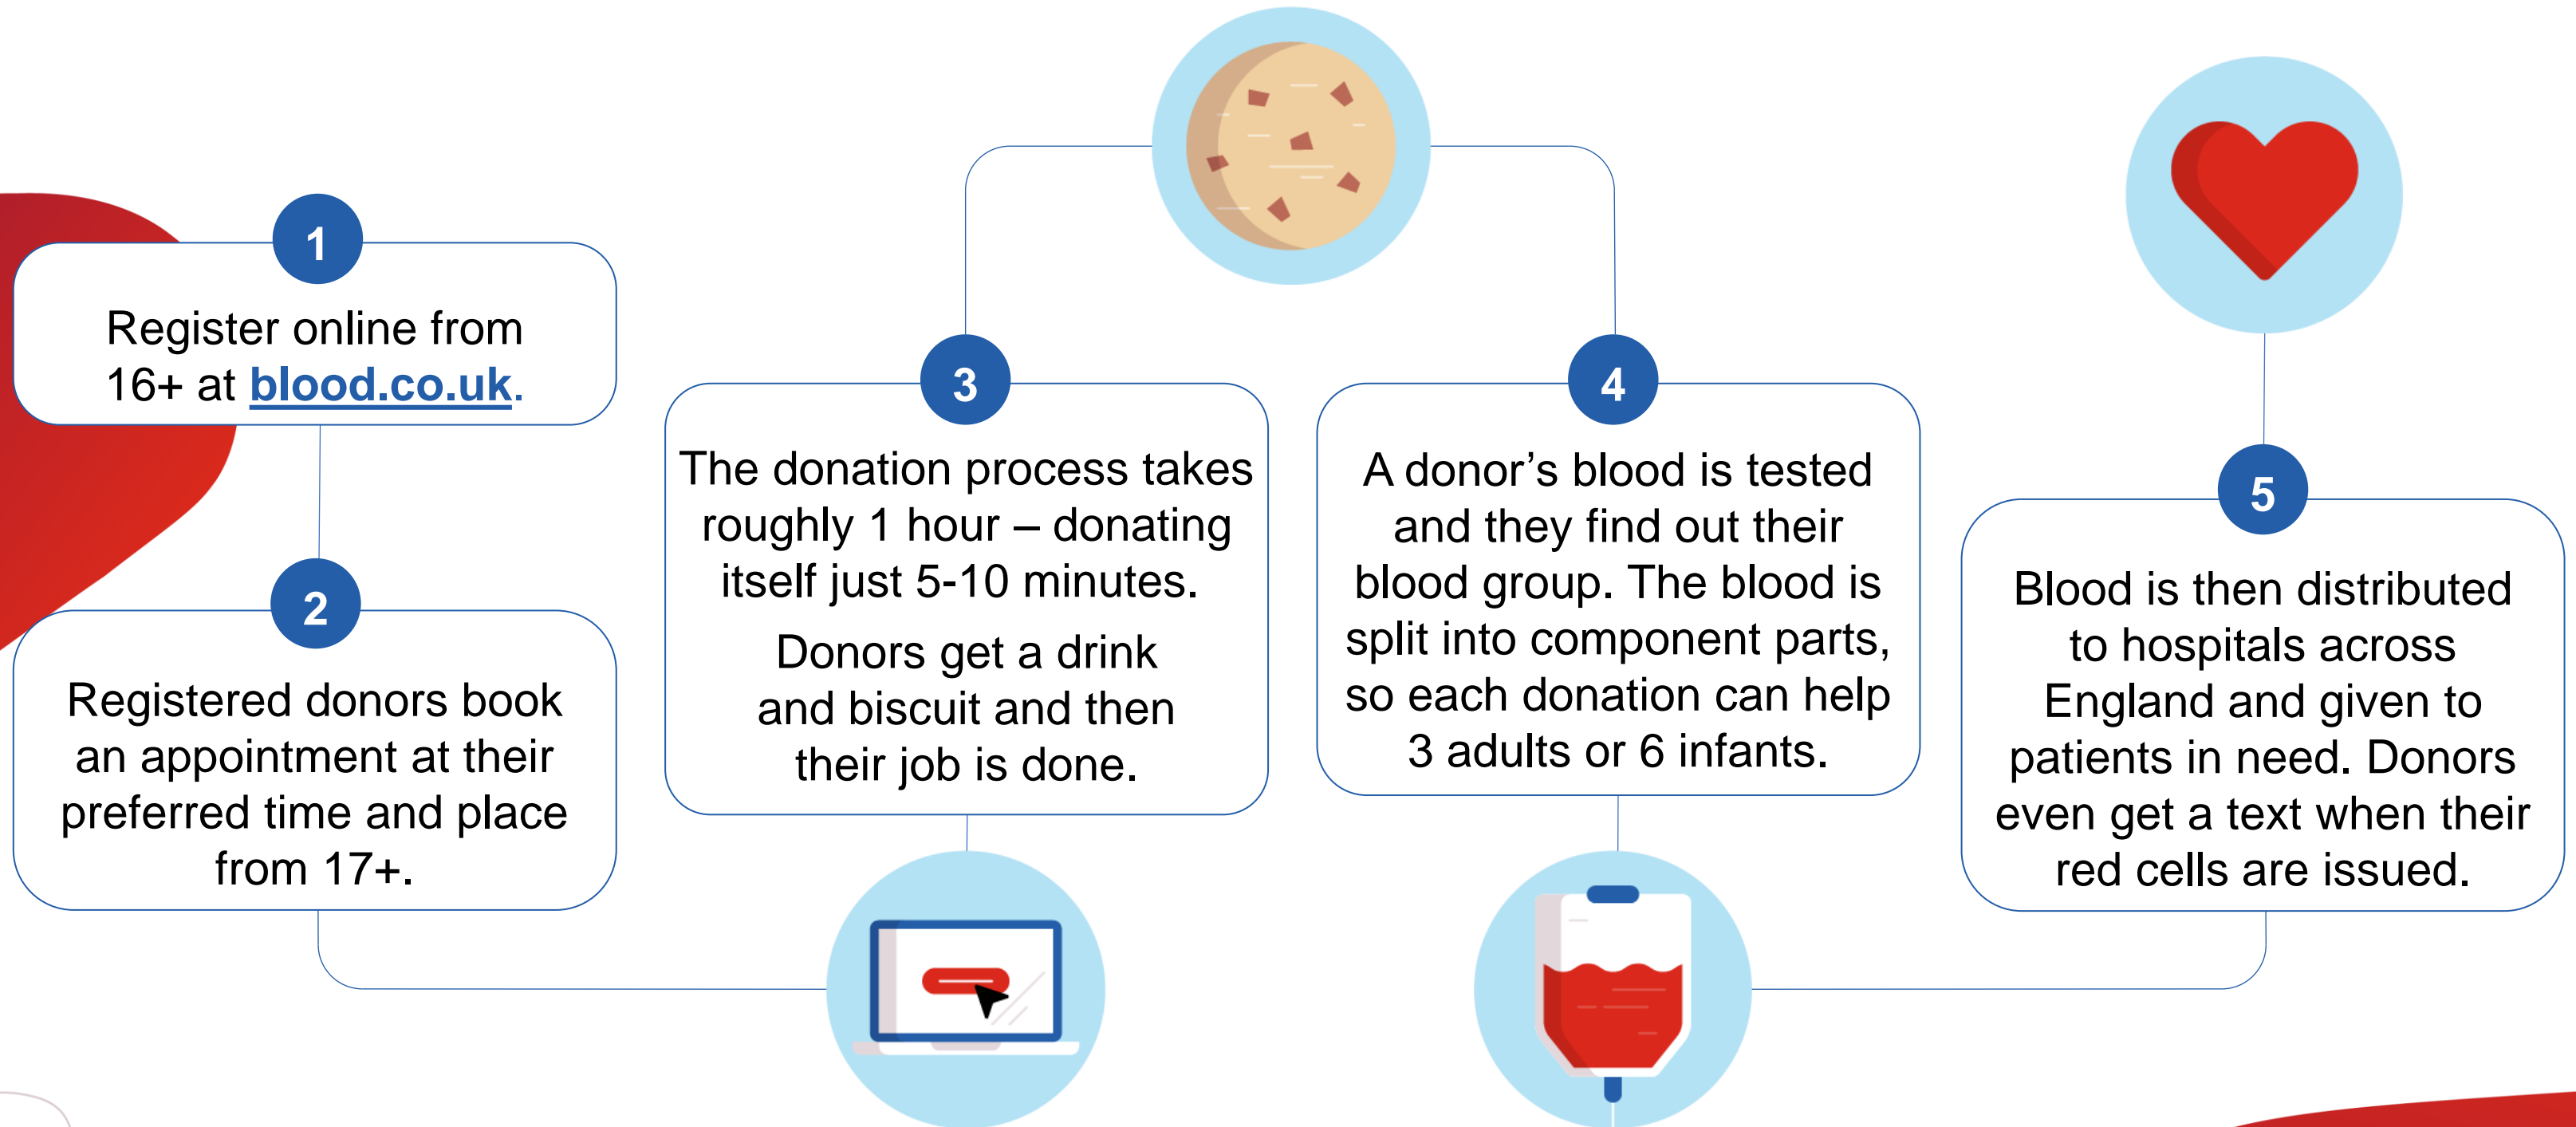 1
Register online from
16+ at blood.co.uk.
2
Registered donors book
an appointment at their
preferred time and place
from 17+.
3
The donation process takes
roughly 1 hour – donating
itself just 5-10 minutes.
Donors get a drink
and biscuit and then
their job is done.
4
A donor’s blood is tested
and they find out their
blood group. The blood is
split into component parts,
so each donation can help
3 adults or 6 infants.
5
Blood is then distributed
to hospitals across
England and given to
patients in need. Donors
even get a text when their
red cells are issued.